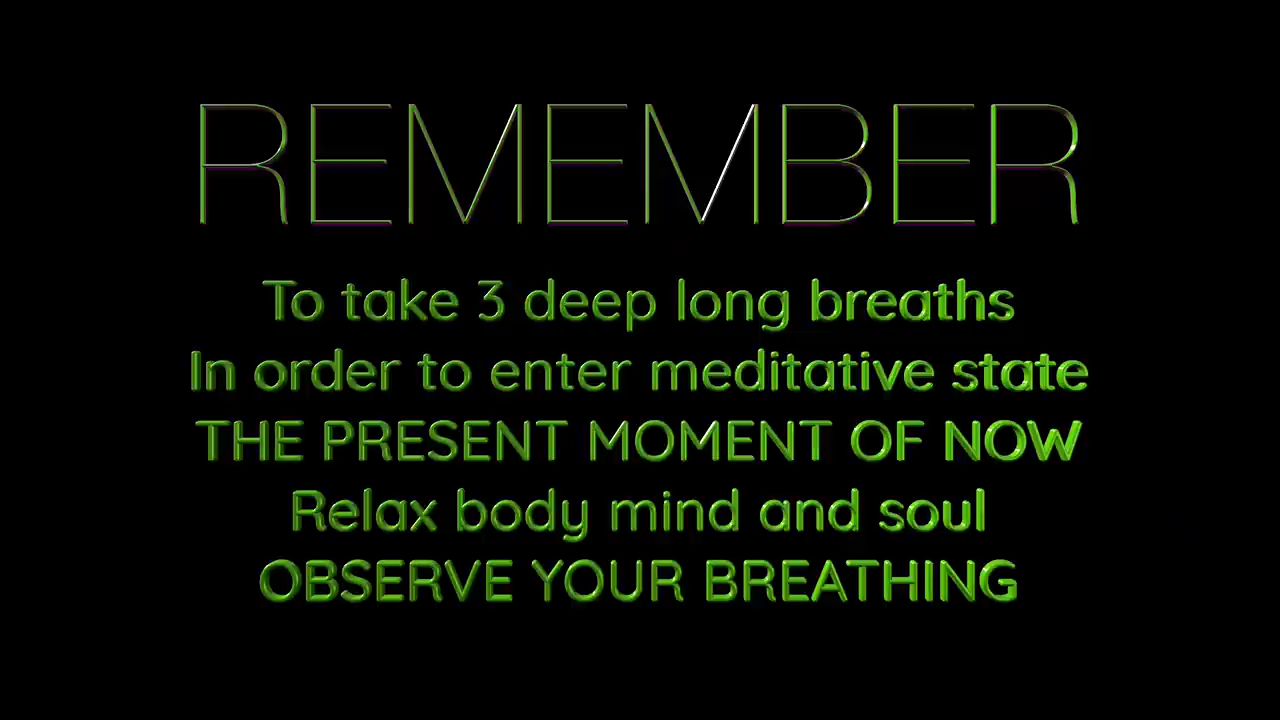 REMEMBER
To take 3 deep long breaths
In order to enter meditative state
THE PRESENT MOMENT OF NOW
Relax body mind and soul
OBSERVE YOUR BREATHING